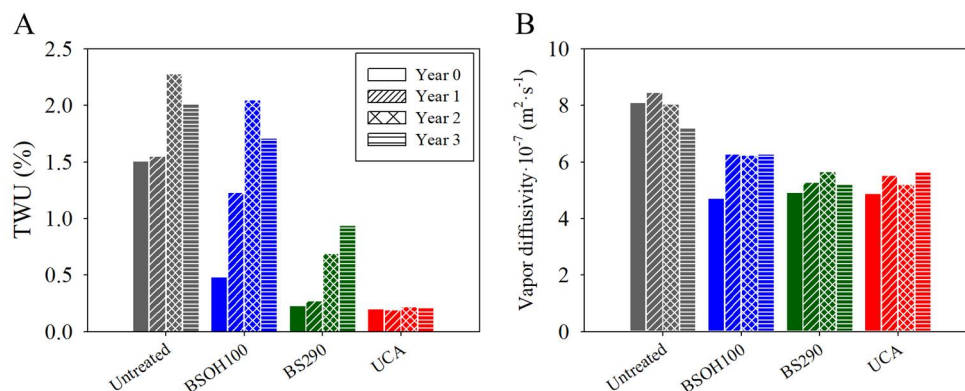 A
TWU (%)
2.5
2.0
1.5
1.0
0.5
0.0
Year 0
Year 1
Year 2
Year 3
Untreated
BSOH100
BS290
UCA
B
Vapor diffusivity·10⁻⁷ (m²·s⁻¹)
10
8
6
4
2
0
Untreated
BSOH100
BS290
UCA